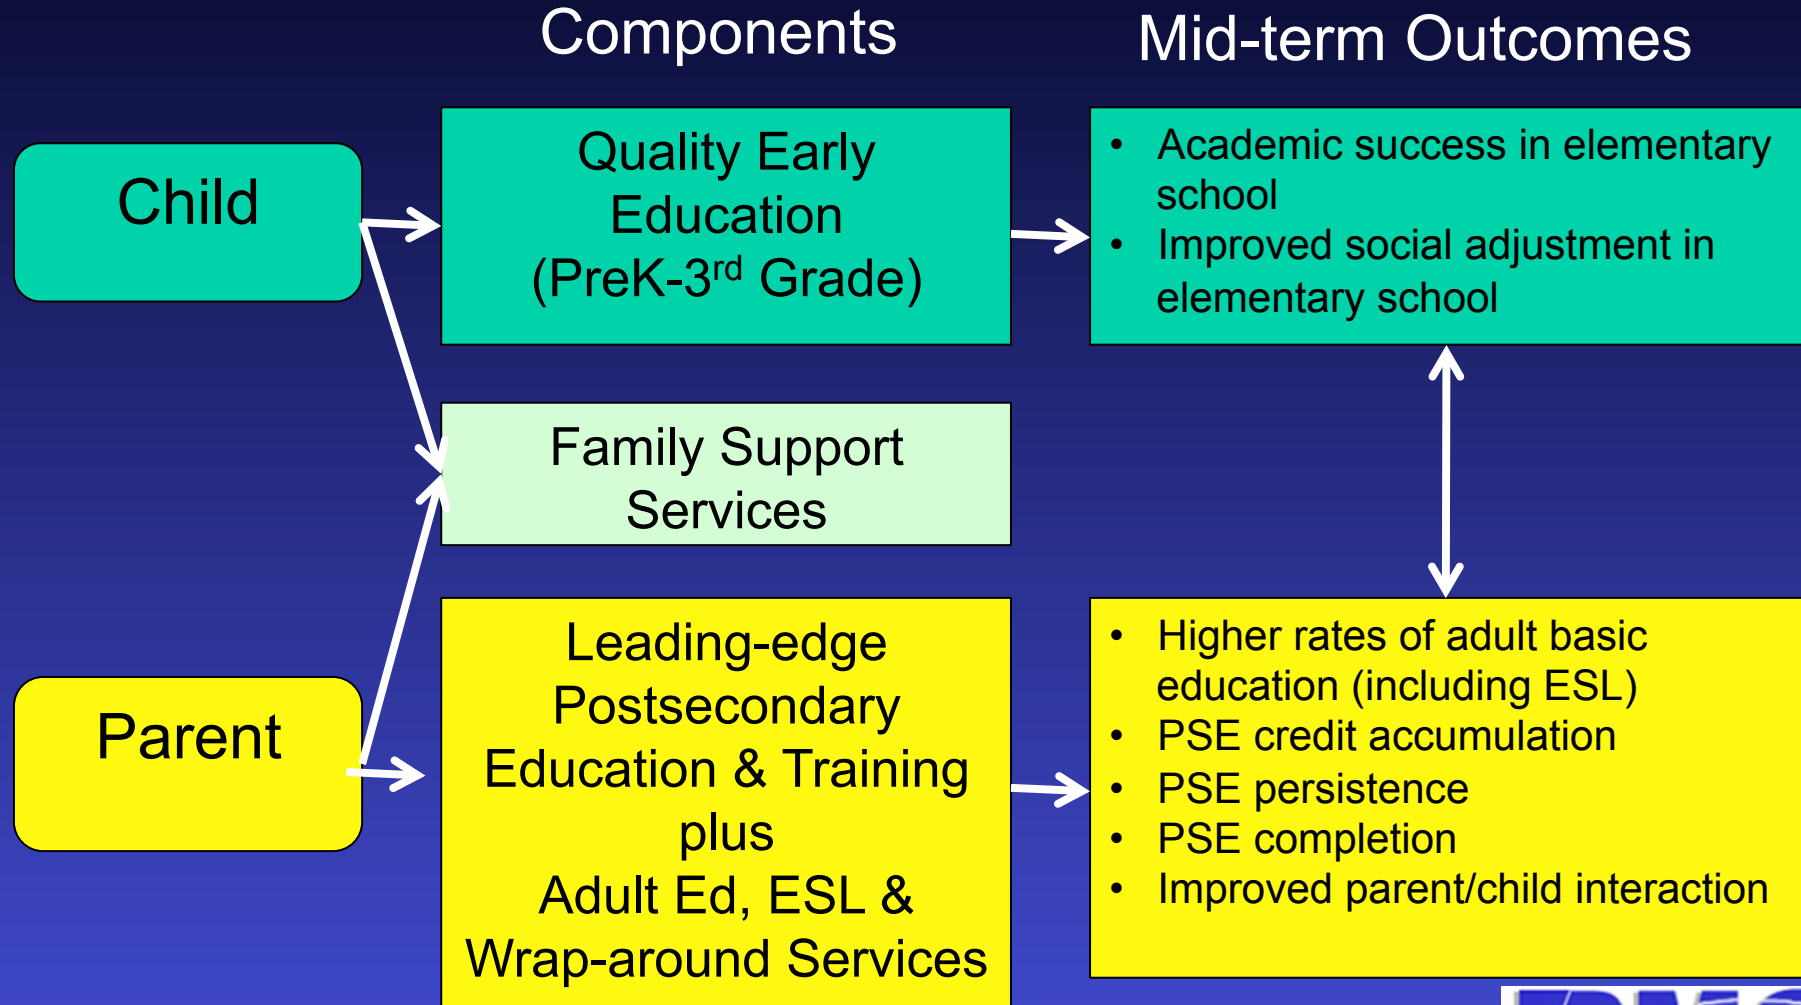 Components
Mid-term Outcomes
Child
Quality Early
Education
(PreK-3rd Grade)
• Academic success in elementary
school
• Improved social adjustment in
elementary school
Family Support
Services
Parent
Leading-edge
Postsecondary
Education & Training
plus
Adult Ed, ESL &
Wrap-around Services
• Higher rates of adult basic
education (including ESL)
• PSE credit accumulation
• PSE persistence
• PSE completion
• Improved parent/child interaction